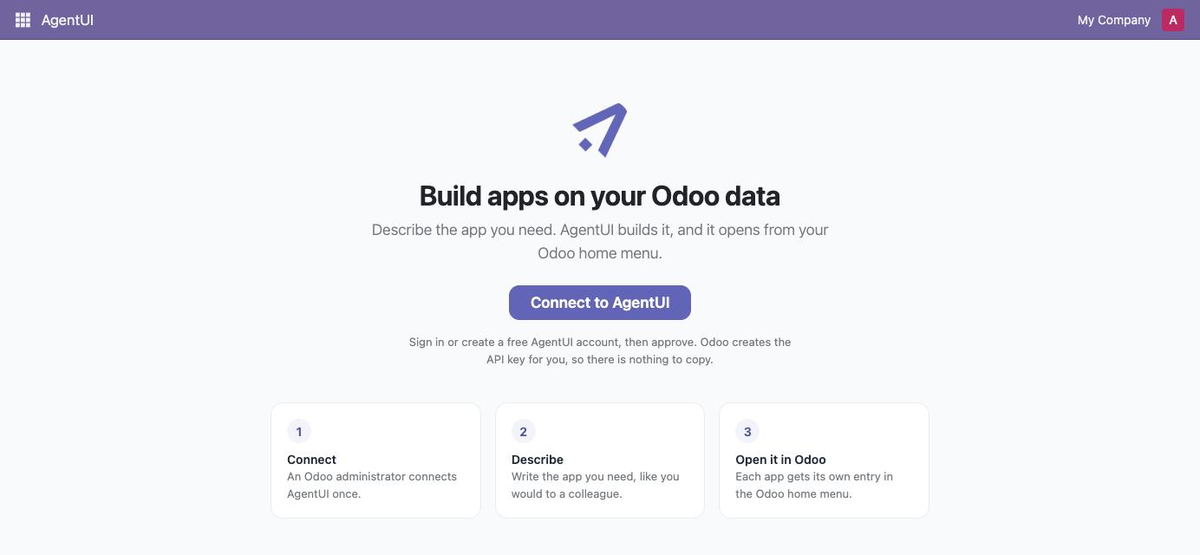 AgentUI
My Company
A
Build apps on your Odoo data
Describe the app you need. AgentUI builds it, and it opens from your
Odoo home menu.
Connect to AgentUI
Sign in or create a free AgentUI account, then approve. Odoo creates the
API key for you, so there is nothing to copy.
1
Connect
An Odoo administrator connects
AgentUI once.
2
Describe
Write the app you need, like you
would to a colleague.
3
Open it in Odoo
Each app gets its own entry in
the Odoo home menu.